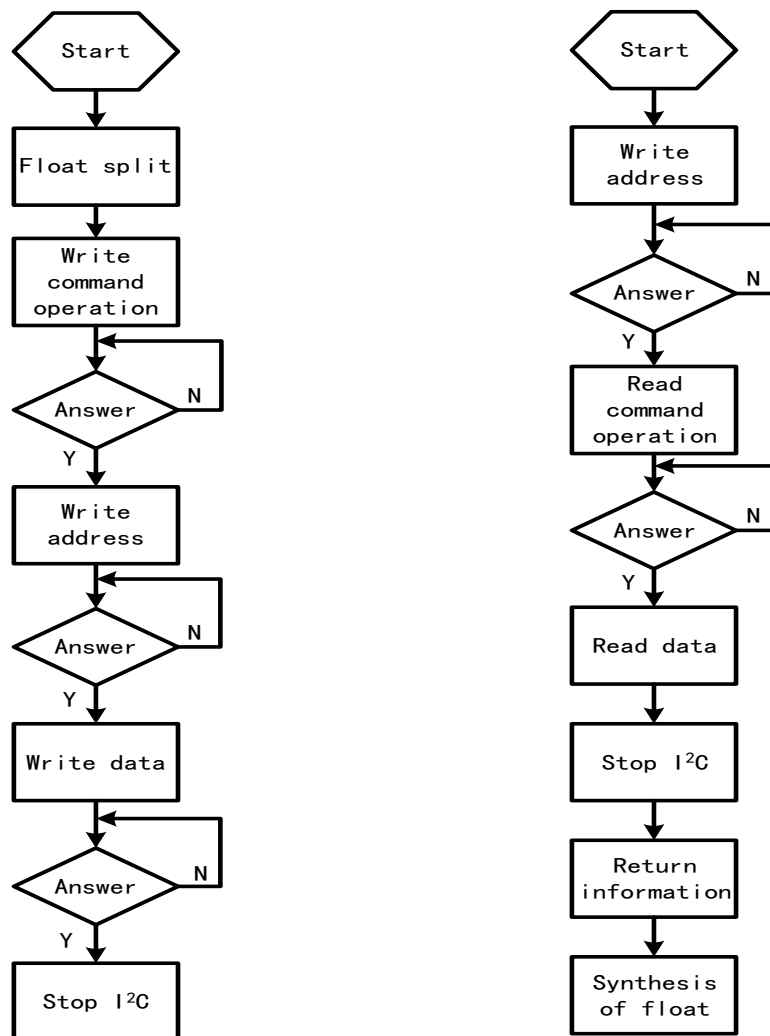 Start
Float split
Write
command
operation
N
Answer
Y
Write
address
N
Answer
Y
Write data
N
Answer
Y
Stop I²C
Start
Write
address
Answer
N
Y
Read
command
operation
N
Answer
Y
Read data
Stop I²C
Return
information
Synthesis
of float